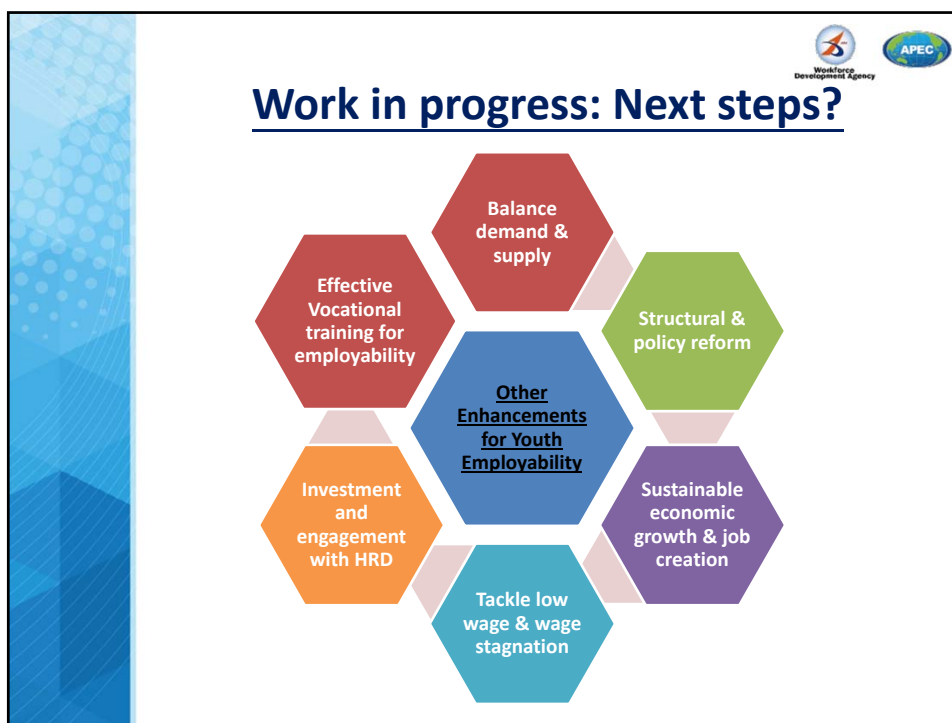 Workforce
Development Agency
APEC
Work in progress: Next steps?
Balance
demand &
supply
Structural &
policy reform
Sustainable
economic
growth & job
creation
Tackle low
wage & wage
stagnation
Investment
and
engagement
with HRD
Effective
Vocational
training for
employability
Other
Enhancements
for Youth
Employability